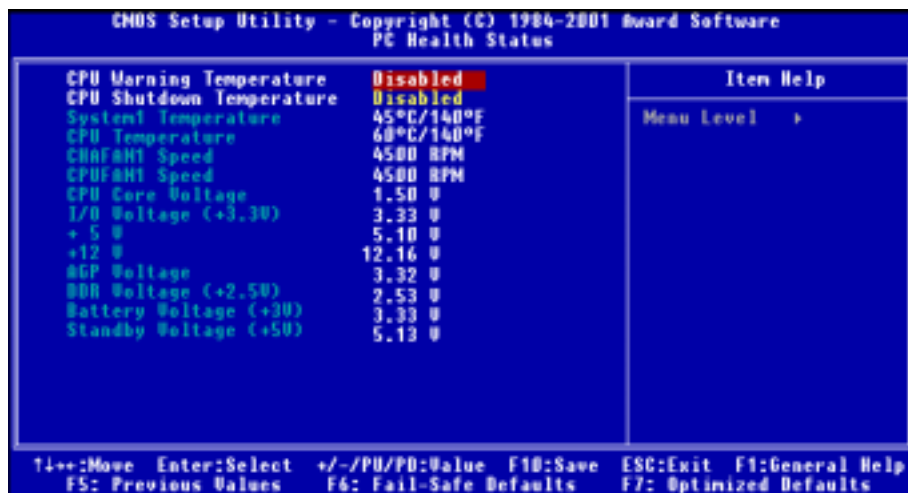 CMOS Setup Utility - Copyright (C) 1984-2001 Award Software
PC Health Status
CPU Warning Temperature Disabled
CPU Shutdown Temperature Disabled
System1 Temperature 45°C/140°F
CPU Temperature 60°C/140°F
CHAFAN1 Speed 4500 RPM
CPUFAN1 Speed 4500 RPM
CPU Core Voltage 1.50 V
I/O Voltage (+3.3V) 3.33 V
+ 5 V 5.10 V
+12 V 12.16 V
AGP Voltage 3.32 V
DDR Voltage (+2.5V) 2.53 V
Battery Voltage (+3V) 3.33 V
Standby Voltage (+5V) 5.13 V
Item Help
Menu Level ▸
↑↓←→:Move Enter:Select +/-/PU/PD:Value F10:Save ESC:Exit F1:General Help
F5: Previous Values F6: Fail-Safe Defaults F7: Optimized Defaults